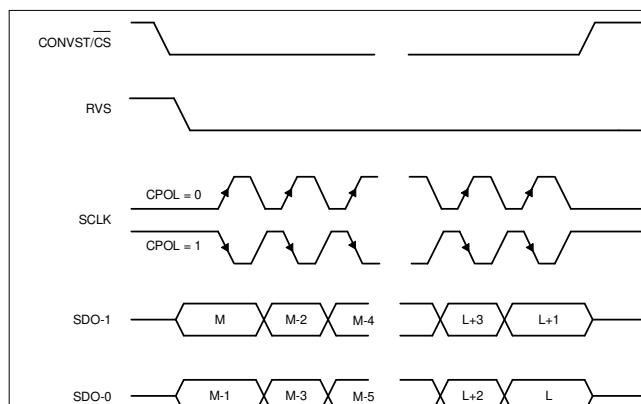 CONVST/CS
RVS
CPOL = 0
SCLK
CPOL = 1
SDO-1 M M-2 M-4 L+3 L+1
SDO-0 M-1 M-3 M-5 L+2 L